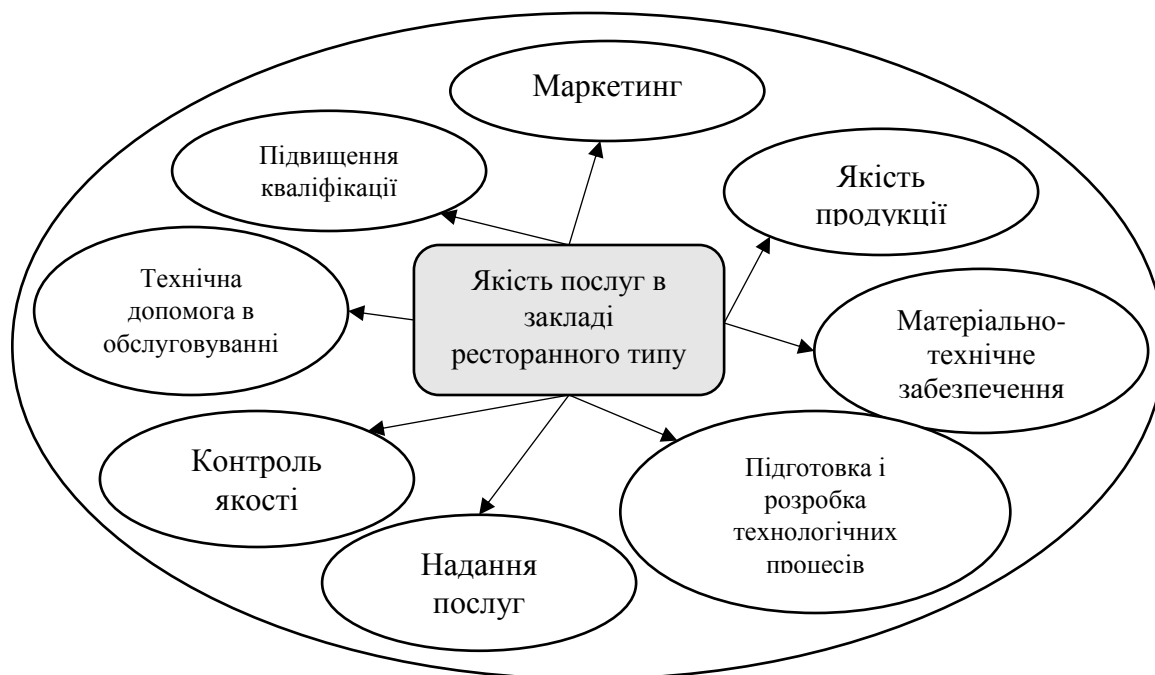 Маркетинг
Підвищення
кваліфікації
Якість
продукції
Технічна
допомога в
обслуговуванні
Якість послуг в
закладі
ресторанного типу
Матеріально-
технічне
забезпечення
Контроль
якості
Надання
послуг
Підготовка і
розробка
технологічних
процесів